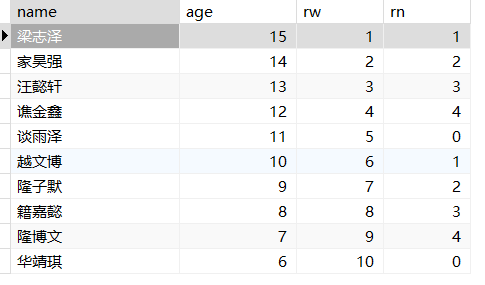 name age rw rn
梁志泽 15 1 1
家昊强 14 2 2
汪懿轩 13 3 3
谯金鑫 12 4 4
谈雨泽 11 5 0
越文博 10 6 1
隆子默 9 7 2
籍嘉懿 8 8 3
隆博文 7 9 4
华靖琪 6 10 0